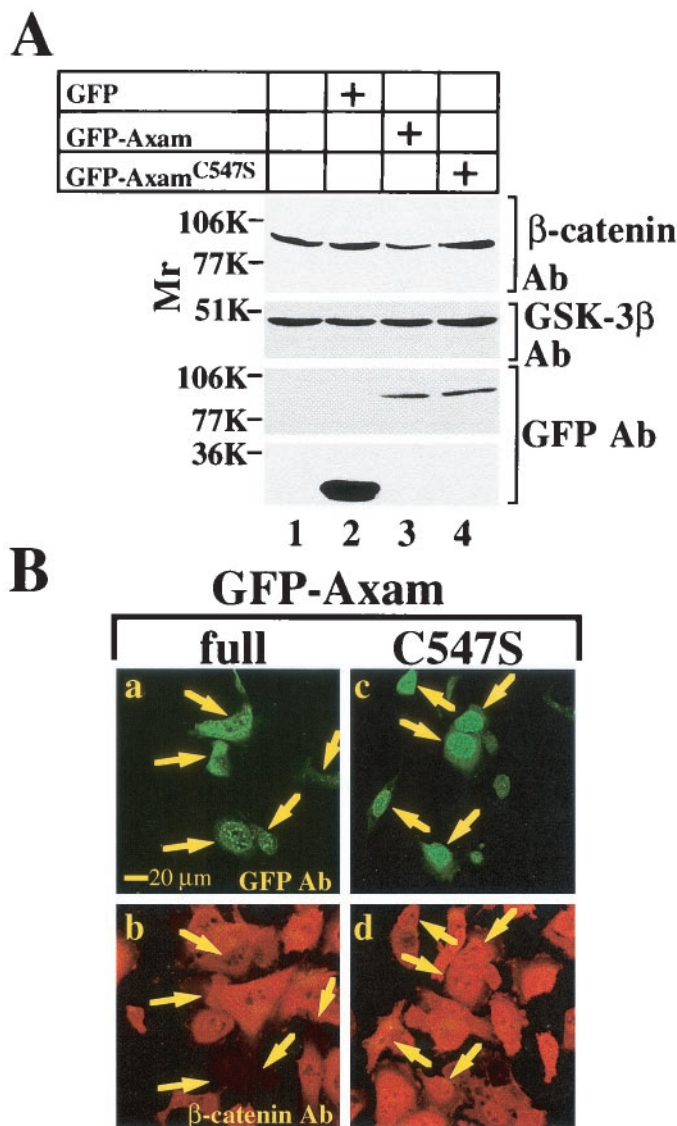 A
GFP +
GFP-Axam +
GFP-Axam^C547S +
Mr
106K
77K
β-catenin Ab
51K
GSK-3β Ab
106K
77K
36K
GFP Ab
1 2 3 4
B
GFP-Axam
full C547S
a c
20 μm
GFP Ab
b d
β-catenin Ab